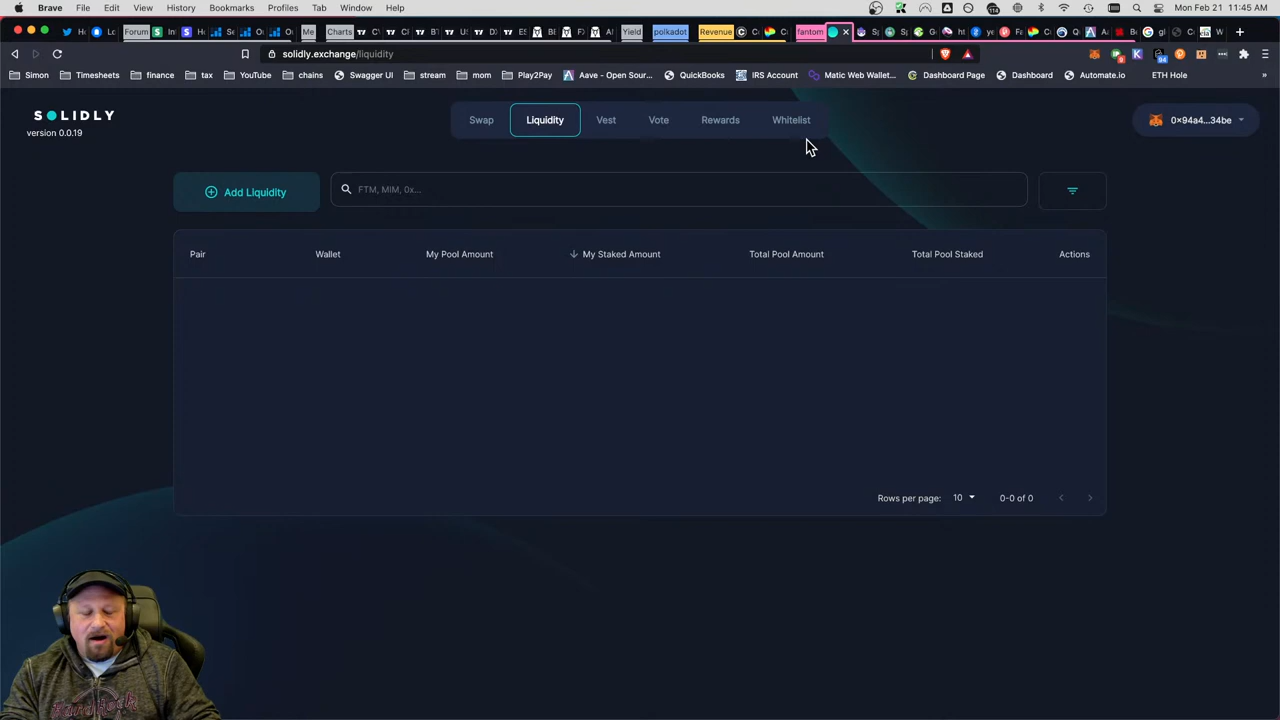 Brave File Edit View History Bookmarks Profiles Tab Window Help Mon Feb 21 11:45 AM
Forum Me Charts Yield polkadot Revenue fantom
solidly.exchange/liquidity
Simon Timesheets finance tax YouTube chains Swagger UI stream mom Play2Pay Aave - Open Sour... QuickBooks IRS Account Matic Web Wallet... Dashboard Page Dashboard Automate.io ETH Hole »
SOLIDLY
version 0.0.19
Swap Liquidity Vest Vote Rewards Whitelist
0x94a4...34be
Add Liquidity
FTM, MIM, 0x...
Pair Wallet My Pool Amount My Staked Amount Total Pool Amount Total Pool Staked Actions
Rows per page: 10 0-0 of 0